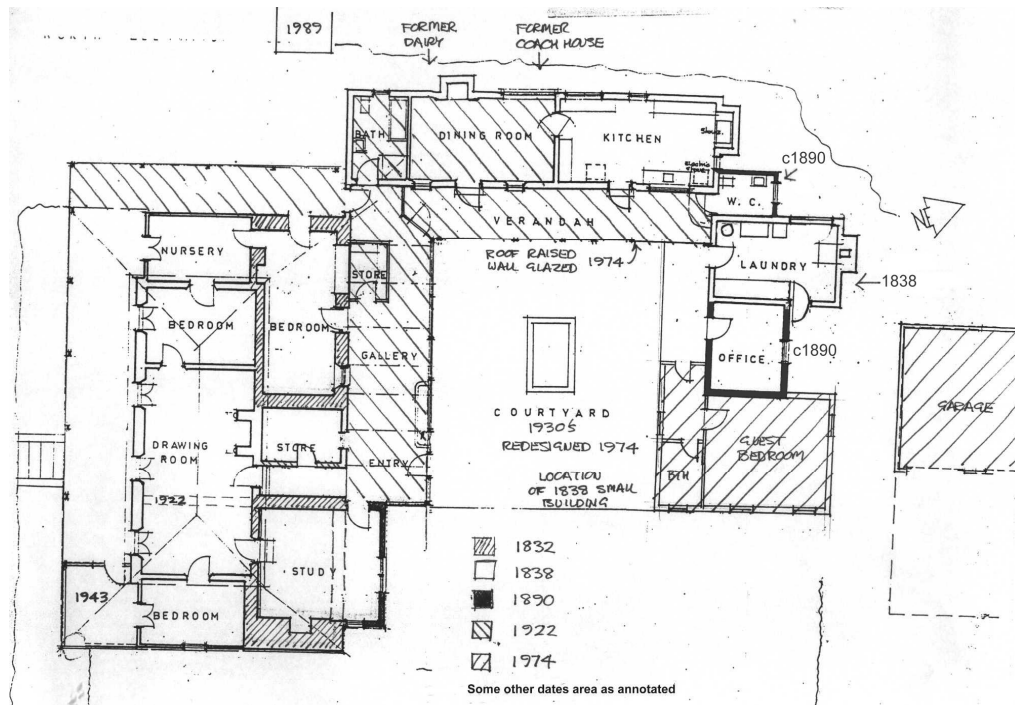 1989
FORMER
DAIRY
FORMER
COACH HOUSE
BATH
DINING ROOM
KITCHEN
c1890
W. C.
NE
VERANDAH
NURSERY
ROOF RAISED
WALL GLAZED 1974
LAUNDRY
STORE
1838
BEDROOM
BEDROOM
GALLERY
OFFICE
c1890
COURTYARD
1930'S
REDESIGNED 1974
GARAGE
DRAWING
ROOM
STORE
ENTRY
GUEST
BEDROOM
LOCATION
OF 1838 SMALL
BUILDING
BTH
1922
STUDY
1943
BEDROOM
1832
1838
1890
1922
1974
Some other dates area as annotated